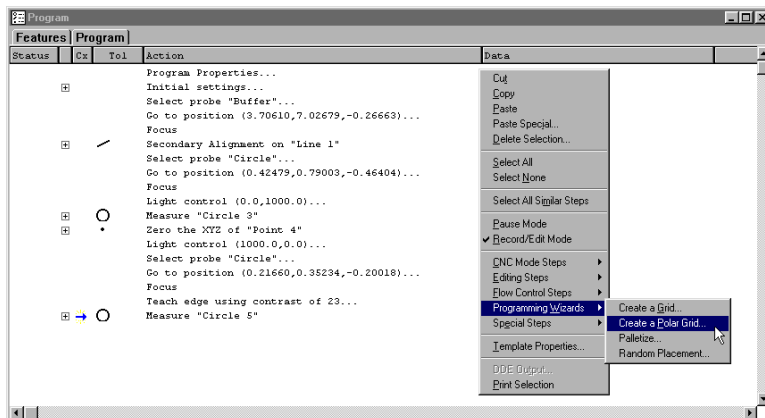 Program
Features Program
Status Cx Tol Action Data
Program Properties...
Initial settings...
Select probe "Buffer"...
Go to position (3.70610,7.02679,-0.26663)...
Focus
Secondary Alignment on "Line 1"
Select probe "Circle"...
Go to position (0.42479,0.79003,-0.46404)...
Focus
Light control (0.0,1000.0)...
Measure "Circle 3"
Zero the XYZ of "Point 4"
Light control (1000.0,0.0)...
Select probe "Circle"...
Go to position (0.21660,0.35234,-0.20018)...
Focus
Teach edge using contrast of 23...
Measure "Circle 5"
Cut
Copy
Paste
Paste Special...
Delete Selection...
Select All
Select None
Select All Similar Steps
Pause Mode
Record/Edit Mode
CNC Mode Steps
Editing Steps
Flow Control Steps
Programming Wizards
Special Steps
Template Properties...
DDE Output...
Print Selection
Create a Grid...
Create a Polar Grid...
Palletize...
Random Placement...